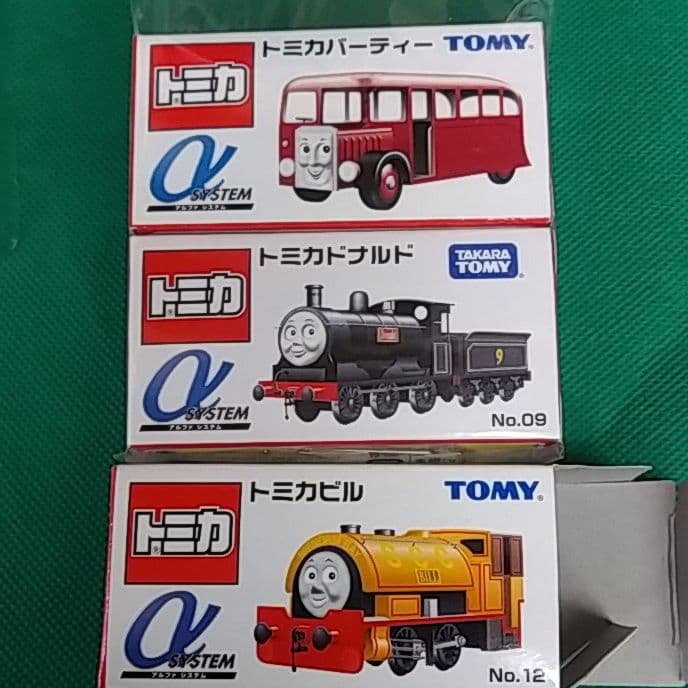 トミカバーティー TOMY®
トミカ
α SYSTEM
アルファ システム
トミカドナルド TAKARA TOMY®
トミカ
9
α SYSTEM
アルファ システム
No.09
トミカビル TOMY®
トミカ
BILL
α SYSTEM
アルファ システム
No.12